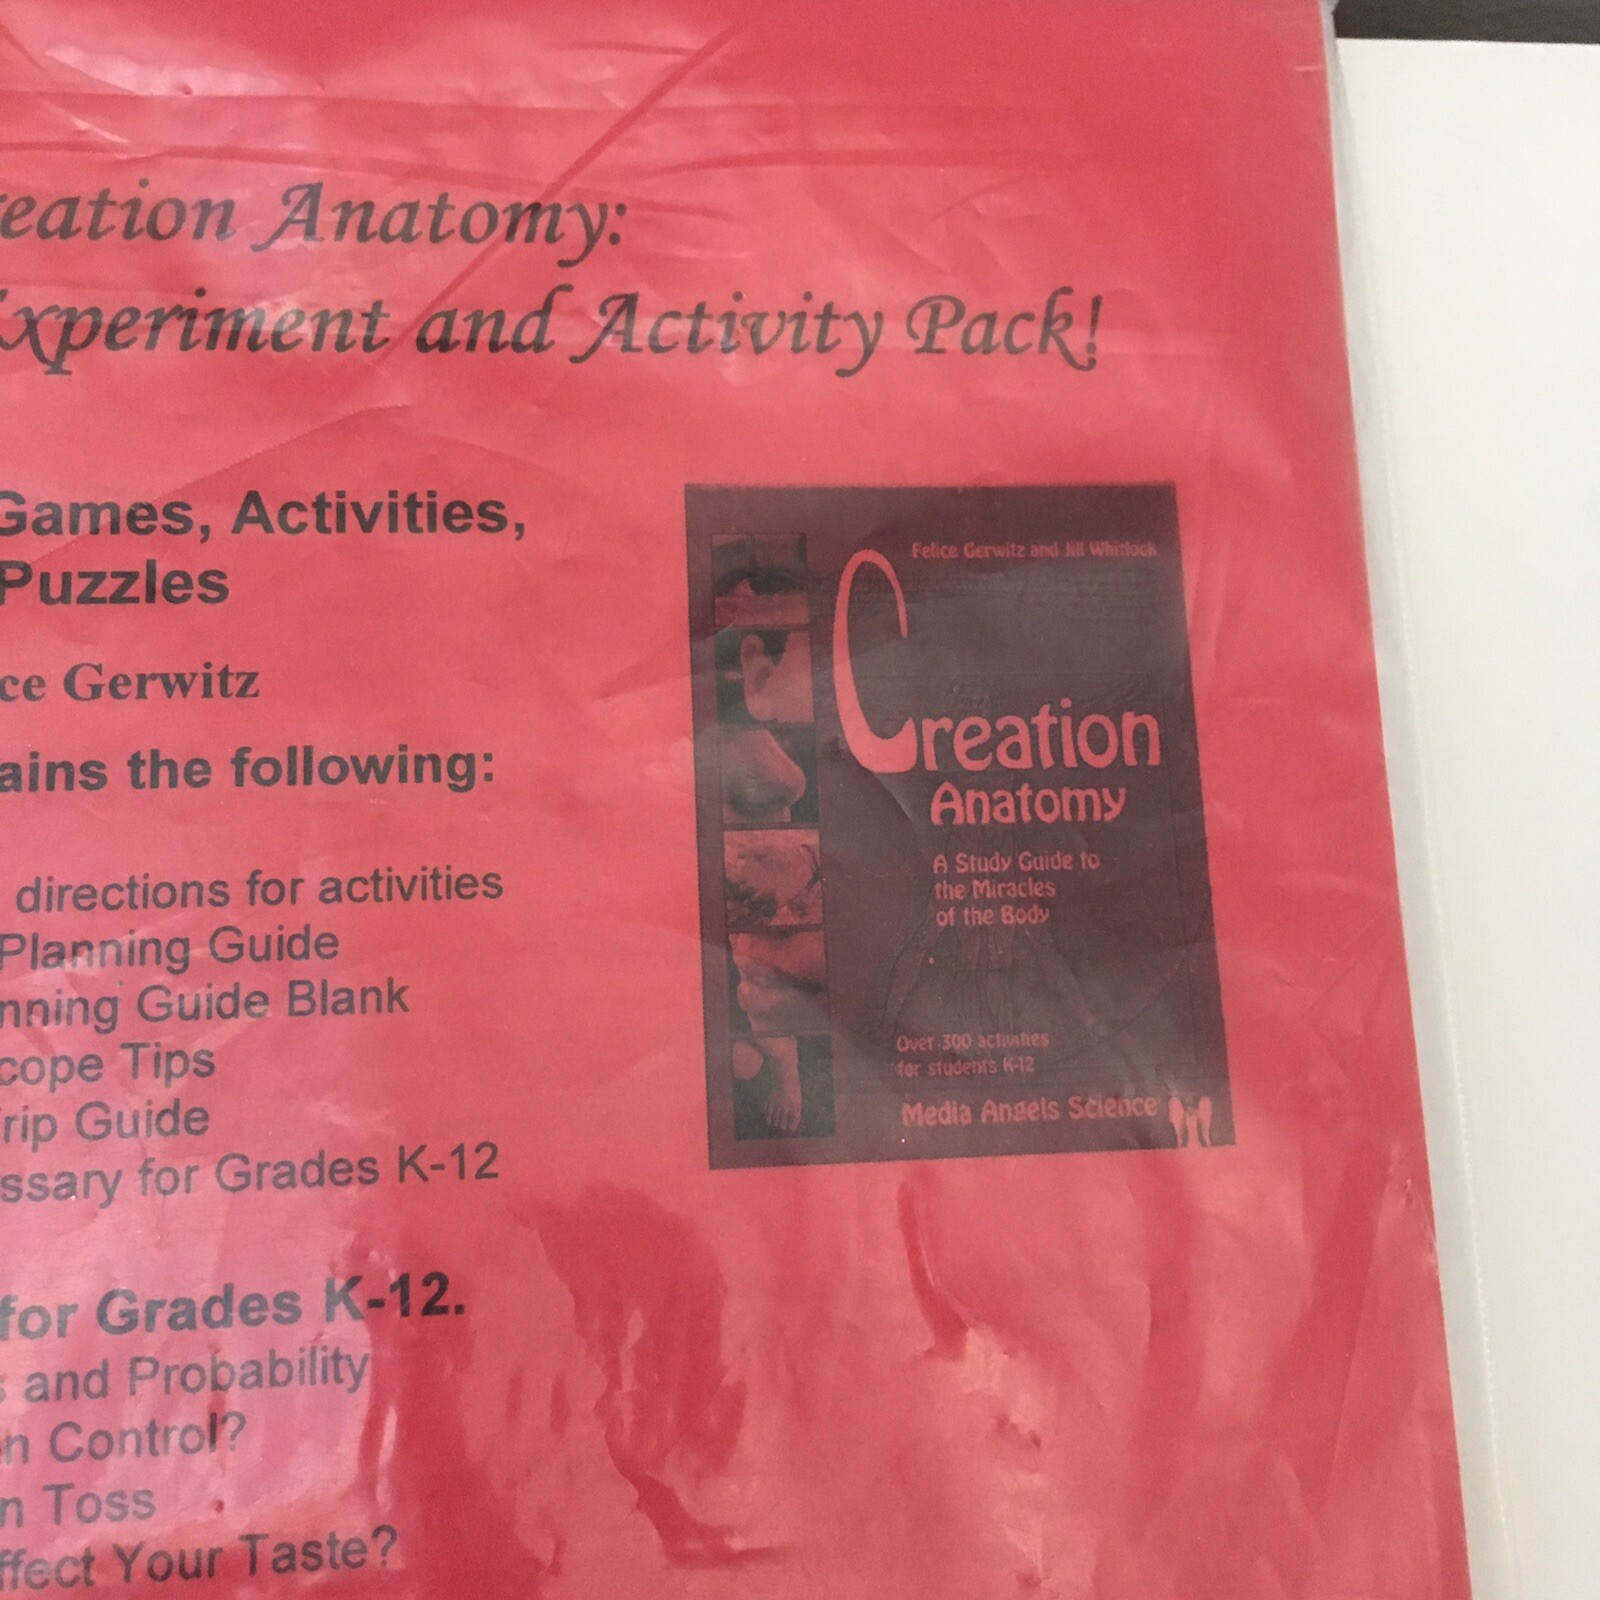 reation Anatomy:
Experiment and Activity Pack!
Games, Activities,
Puzzles
ce Gerwitz
ains the following:
directions for activities
Planning Guide
nning Guide Blank
cope Tips
rip Guide
ssary for Grades K-12
for Grades K-12.
s and Probability
n Control?
n Toss
ffect Your Taste?
Felice Gerwitz and Jill Whitlock
Creation
Anatomy
A Study Guide to
the Miracles
of the Body
Over 300 activities
for students K-12
Media Angels Science